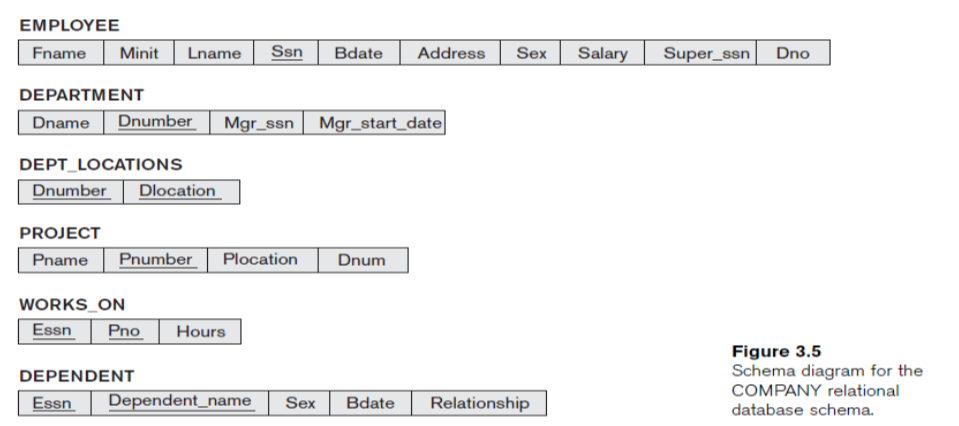 EMPLOYEE
Fname Minit Lname Ssn Bdate Address Sex Salary Super_ssn Dno
DEPARTMENT
Dname Dnumber Mgr_ssn Mgr_start_date
DEPT_LOCATIONS
Dnumber Dlocation
PROJECT
Pname Pnumber Plocation Dnum
WORKS_ON
Essn Pno Hours
DEPENDENT
Essn Dependent_name Sex Bdate Relationship
Figure 3.5
Schema diagram for the
COMPANY relational
database schema.